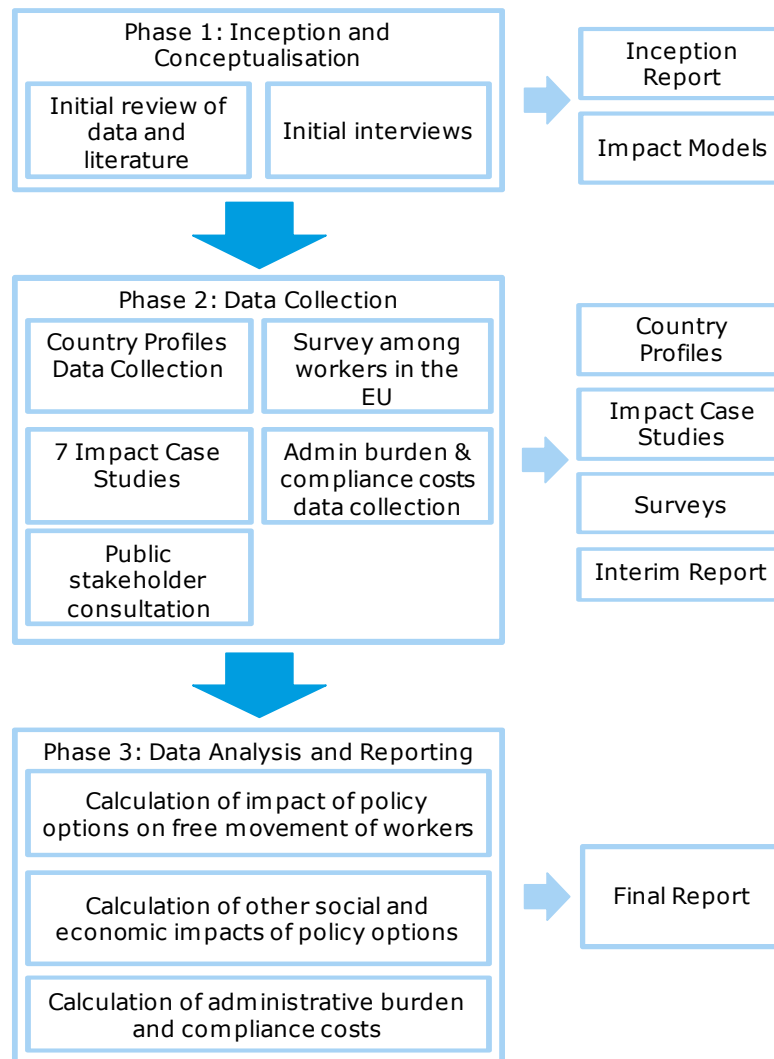 Phase 1: Inception and
Conceptualisation
Initial review of
data and
literature
Initial interviews
Inception
Report
Impact Models
Phase 2: Data Collection
Country Profiles
Data Collection
Survey among
workers in the
EU
7 Impact Case
Studies
Admin burden &
compliance costs
data collection
Public
stakeholder
consultation
Country
Profiles
Impact Case
Studies
Surveys
Interim Report
Phase 3: Data Analysis and Reporting
Calculation of impact of policy
options on free movement of workers
Calculation of other social and
economic impacts of policy options
Calculation of administrative burden
and compliance costs
Final Report